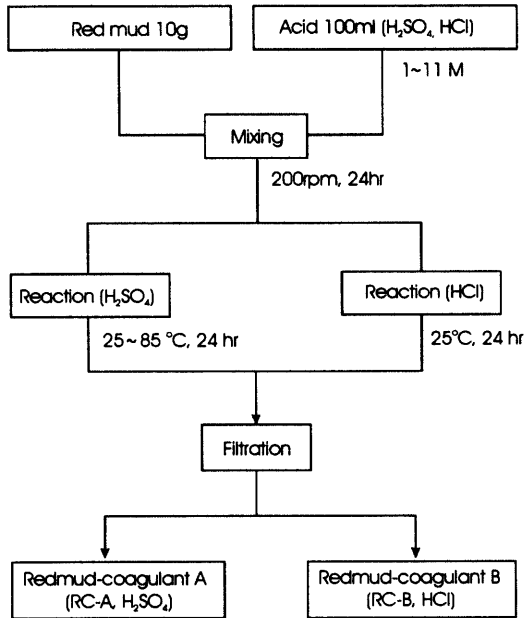 Red mud 10g
Acid 100ml (H₂SO₄, HCl)
1~11 M
Mixing
200rpm, 24hr
Reaction (H₂SO₄)
Reaction (HCl)
25~85 °C, 24 hr
25°C, 24 hr
Filtration
Redmud-coagulant A
(RC-A, H₂SO₄)
Redmud-coagulant B
(RC-B, HCl)